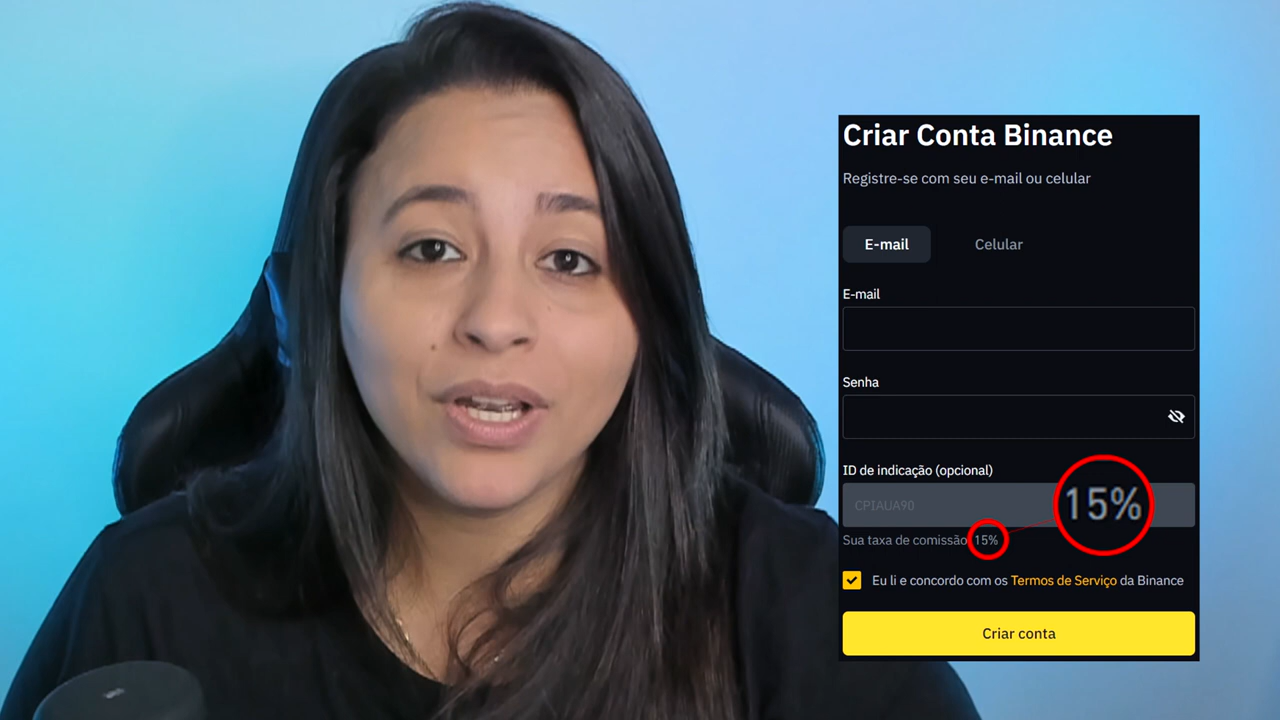 Criar Conta Binance
Registre-se com seu e-mail ou celular
E-mail Celular
E-mail
Senha
ID de indicação (opcional)
CPIAUA90
15%
Sua taxa de comissão 15%
Eu li e concordo com os Termos de Serviço da Binance
Criar conta